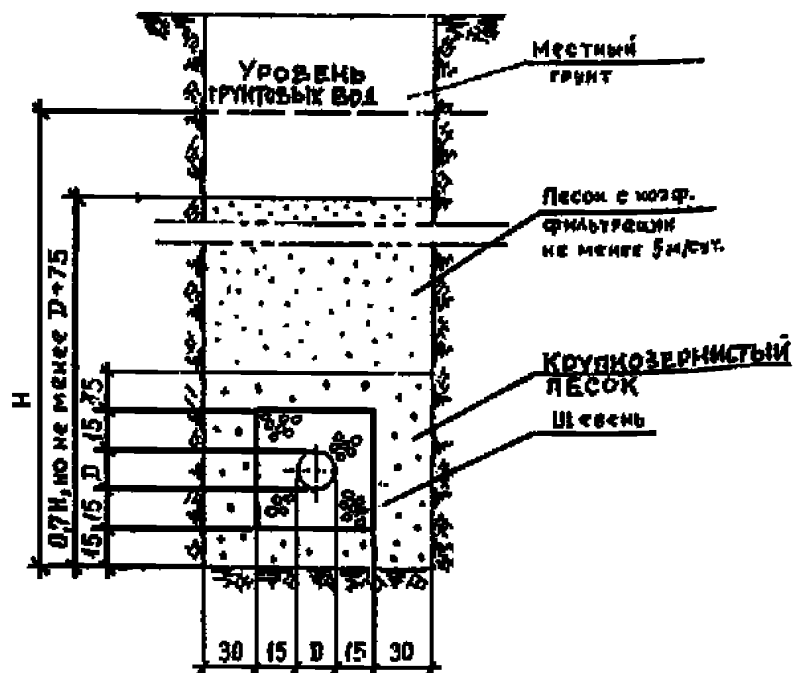 Уровень
грунтовых вод
Местный
грунт
Песок с коэф.
фильтрации
не менее 5 м/сут.
Крупнозернистый
песок
Щебень
H
0,7H, но не менее D+75
15 15 D 15 75
30 15 D 15 30